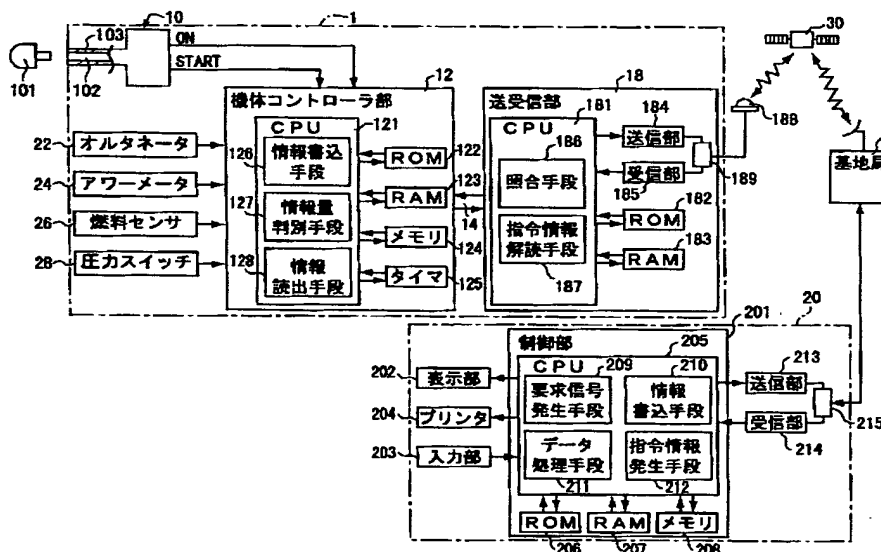 10
1
30
101
103
102
ON
START
12
18
機体コントローラ部
送受信部
CPU
121
CPU
181
184
188
22
オルタネータ
24
アワーメータ
26
燃料センサ
28
圧力スイッチ
126
情報書込手段
127
情報量判別手段
128
情報読出手段
ROM
122
RAM
123
14
メモリ
124
タイマ
125
186
照合手段
指令情報解読手段
187
送信部
受信部
185
189
ROM
182
RAM
183
基地局
201
20
制御部
205
CPU
209
210
213
202
表示部
204
プリンタ
203
入力部
要求信号発生手段
情報書込手段
データ処理手段
211
指令情報発生手段
212
送信部
受信部
214
215
ROM
206
RAM
207
メモリ
208